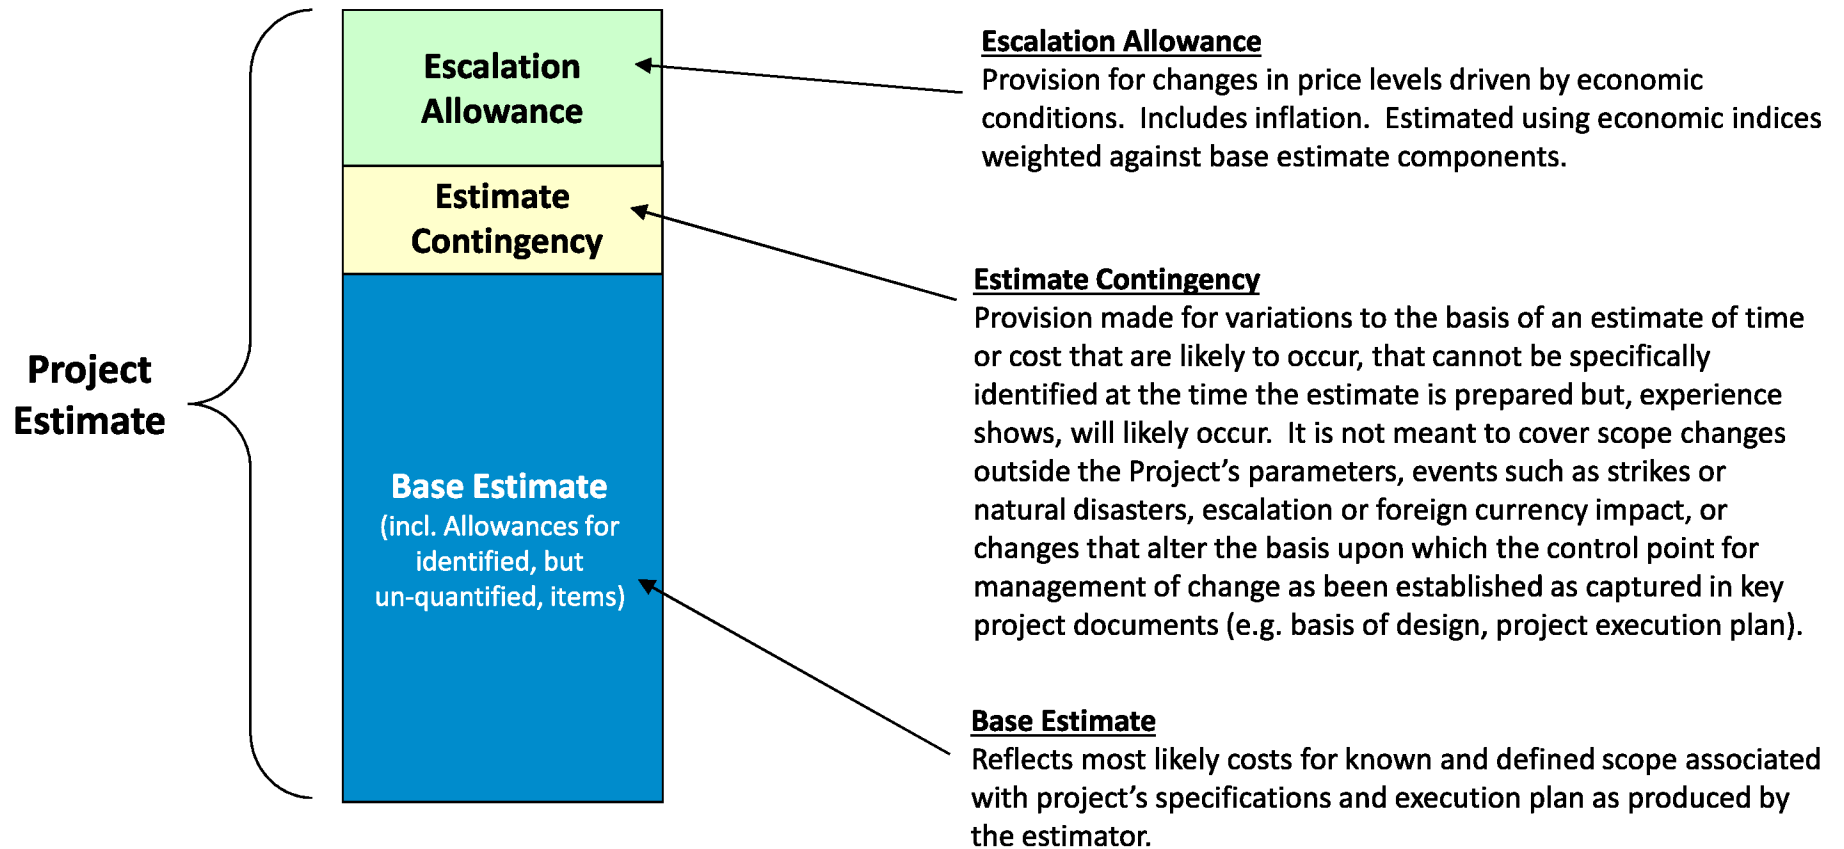 Project
Estimate
Escalation
Allowance
Estimate
Contingency
Base Estimate
(incl. Allowances for
identified, but
un-quantified, items)
Escalation Allowance
Provision for changes in price levels driven by economic
conditions.  Includes inflation.  Estimated using economic indices
weighted against base estimate components.
Estimate Contingency
Provision made for variations to the basis of an estimate of time
or cost that are likely to occur, that cannot be specifically
identified at the time the estimate is prepared but, experience
shows, will likely occur.  It is not meant to cover scope changes
outside the Project's parameters, events such as strikes or
natural disasters, escalation or foreign currency impact, or
changes that alter the basis upon which the control point for
management of change as been established as captured in key
project documents (e.g. basis of design, project execution plan).
Base Estimate
Reflects most likely costs for known and defined scope associated
with project's specifications and execution plan as produced by
the estimator.